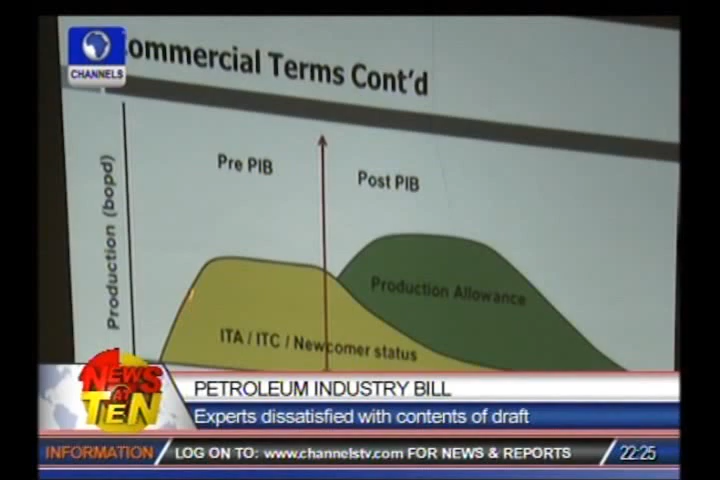 CHANNELS
Commercial Terms Cont'd
Production (bopd)
Pre PIB
Post PIB
Production Allowance
ITA / ITC / Newcomer status
NEWS
AT
TEN
PETROLEUM INDUSTRY BILL
Experts dissatisfied with contents of draft
INFORMATION
LOG ON TO: www.channelstv.com FOR NEWS & REPORTS
22:25